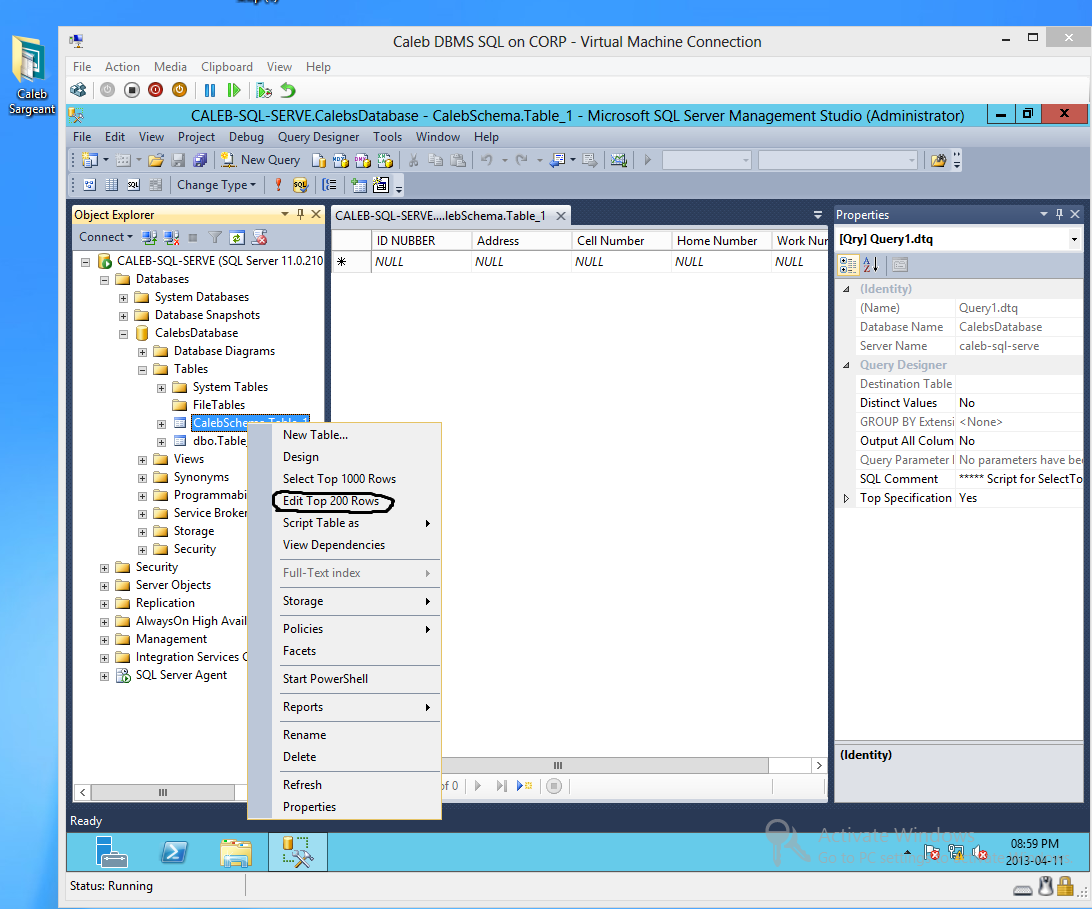 Caleb DBMS SQL on CORP - Virtual Machine Connection
Caleb
Sargeant
File Action Media Clipboard View Help
CALEB-SQL-SERVE.CalebsDatabase - CalebSchema.Table_1 - Microsoft SQL Server Management Studio (Administrator)
File Edit View Project Debug Query Designer Tools Window Help
New Query
Change Type
Object Explorer
Connect
CALEB-SQL-SERVE (SQL Server 11.0.210
Databases
System Databases
Database Snapshots
CalebsDatabase
Database Diagrams
Tables
System Tables
FileTables
CalebSchema.Table_1
dbo.Table_
Views
Synonyms
Programmabi
Service Broker
Storage
Security
Security
Server Objects
Replication
AlwaysOn High Avail
Management
Integration Services C
SQL Server Agent
New Table...
Design
Select Top 1000 Rows
Edit Top 200 Rows
Script Table as
View Dependencies
Full-Text index
Storage
Policies
Facets
Start PowerShell
Reports
Rename
Delete
Refresh
Properties
CALEB-SQL-SERVE....lebSchema.Table_1
ID NUBBER Address Cell Number Home Number Work Nur
NULL NULL NULL NULL NULL
of 0
Properties
[Qry] Query1.dtq
(Identity)
(Name) Query1.dtq
Database Name CalebsDatabase
Server Name caleb-sql-serve
Query Designer
Destination Table
Distinct Values No
GROUP BY Extensi <None>
Output All Colum No
Query Parameter l No parameters have bee
SQL Comment ***** Script for SelectTo
Top Specification Yes
(Identity)
Ready
Activate Windows
Go to PC settings
08:59 PM
2013-04-11
Status: Running